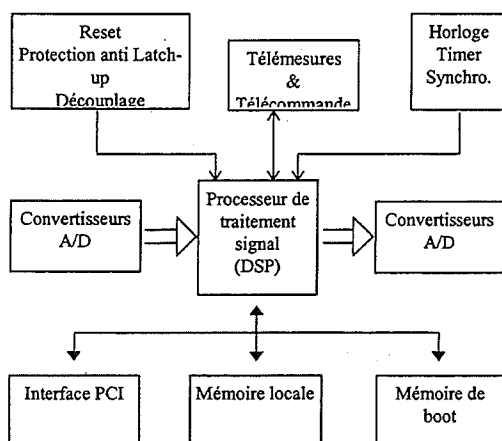 Reset
Protection anti Latch-
up
Découplage
Télémesures
&
Télécommande
Horloge
Timer
Synchro.
Convertisseurs
A/D
Processeur de
traitement
signal
(DSP)
Convertisseurs
A/D
Interface PCI
Mémoire locale
Mémoire de
boot